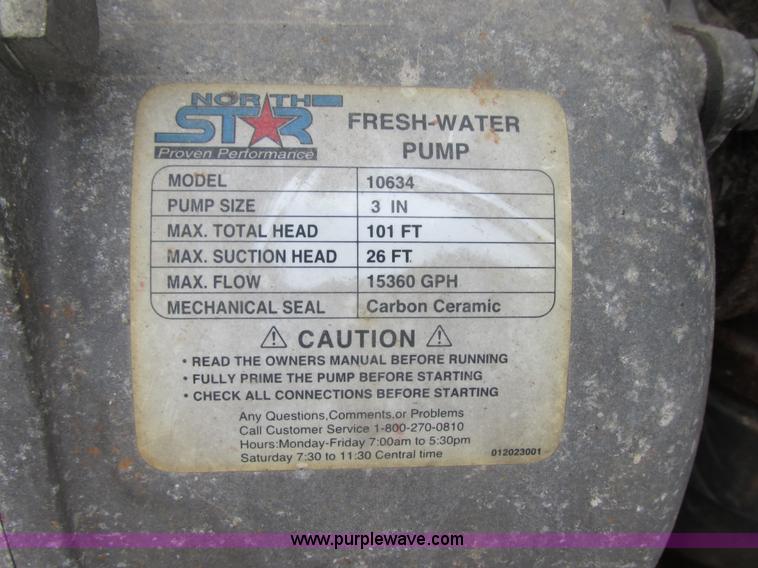 NORTH
STAR
Proven Performance
FRESH-WATER
PUMP
MODEL 10634
PUMP SIZE 3 IN
MAX. TOTAL HEAD 101 FT
MAX. SUCTION HEAD 26 FT.
MAX. FLOW 15360 GPH
MECHANICAL SEAL Carbon Ceramic
⚠ CAUTION ⚠
• READ THE OWNERS MANUAL BEFORE RUNNING
• FULLY PRIME THE PUMP BEFORE STARTING
• CHECK ALL CONNECTIONS BEFORE STARTING
Any Questions,Comments,or Problems
Call Customer Service 1-800-270-0810
Hours:Monday-Friday 7:00am to 5:30pm
Saturday 7:30 to 11:30 Central time
012023001
www.purplewave.com